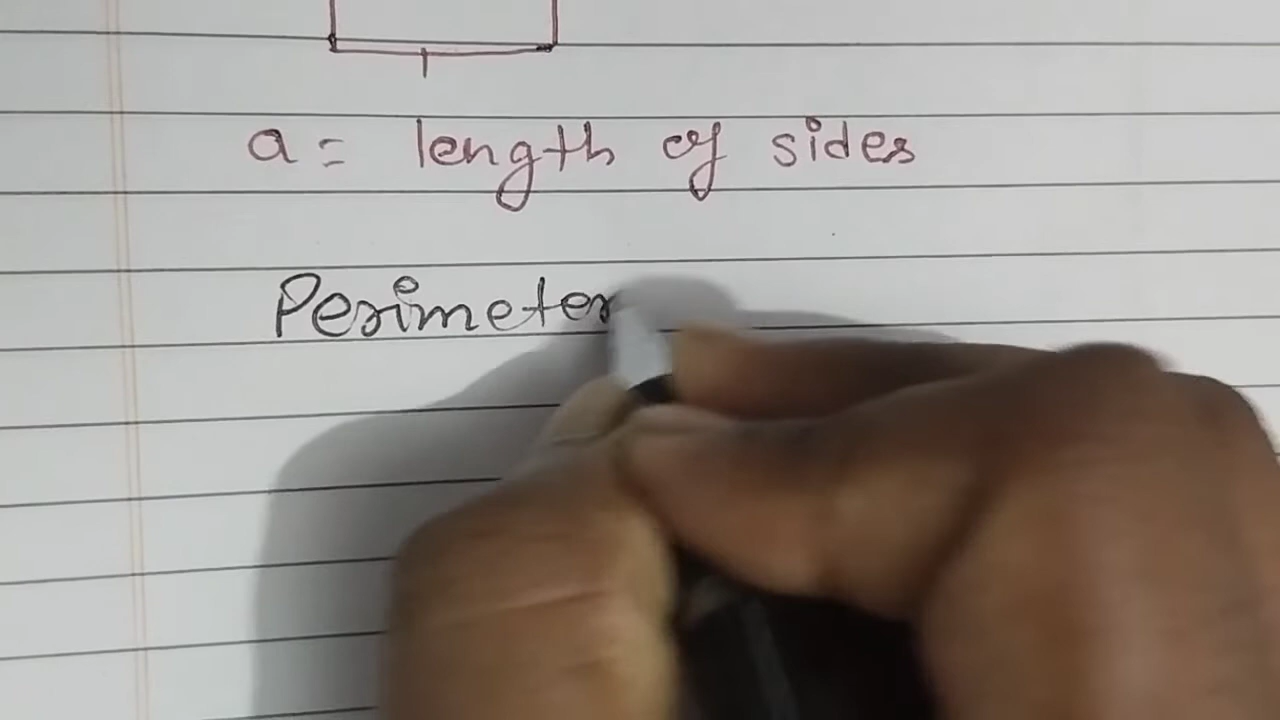 a = length of sides
Perimeter